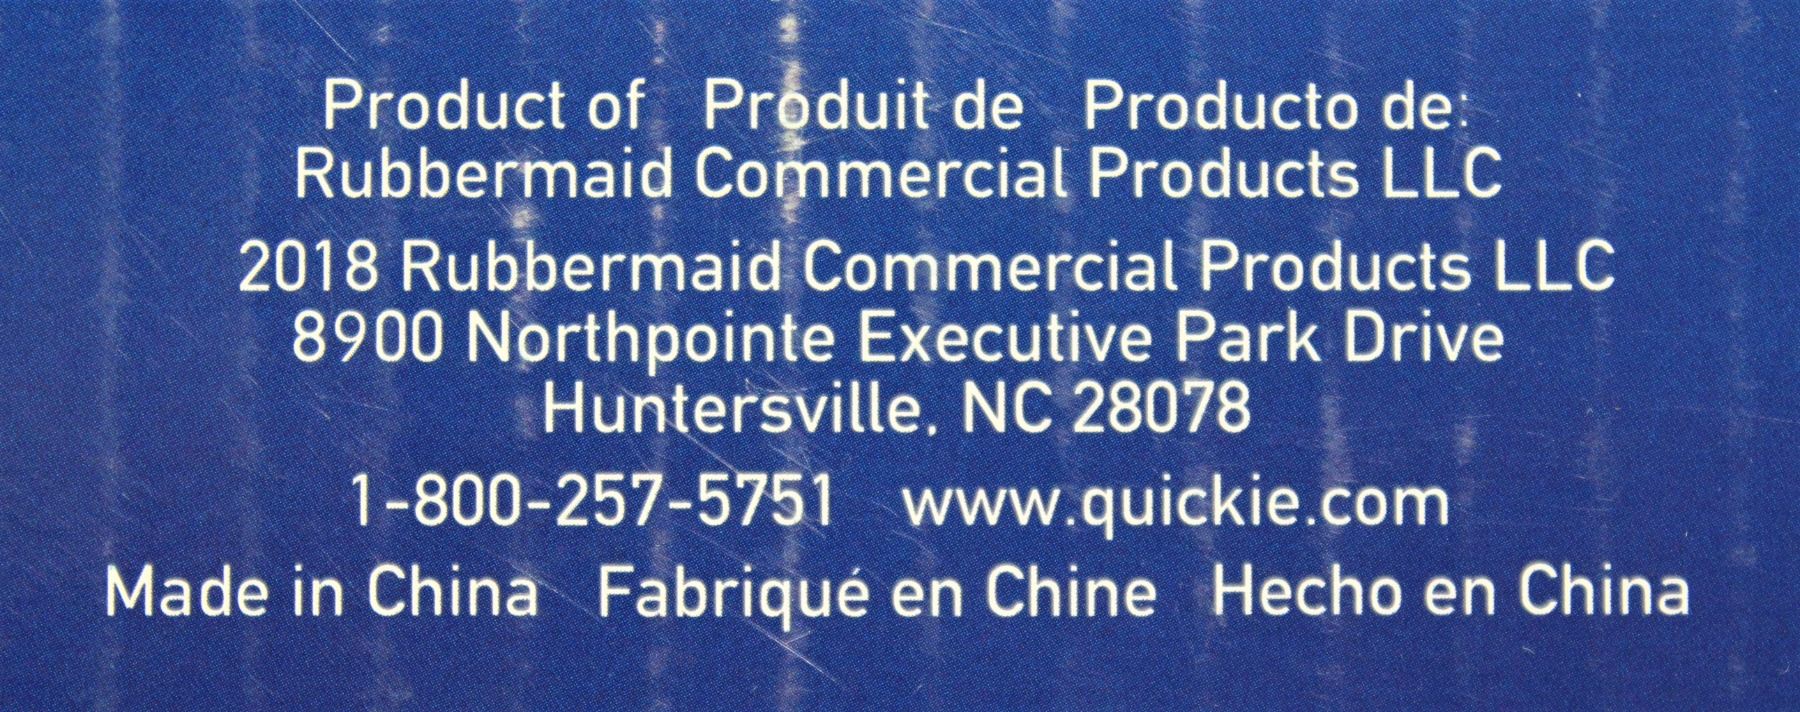 Product of Produit de Producto de:
Rubbermaid Commercial Products LLC
2018 Rubbermaid Commercial Products LLC
8900 Northpointe Executive Park Drive
Huntersville, NC 28078
1-800-257-5751 www.quickie.com
Made in China Fabriqué en Chine Hecho en China